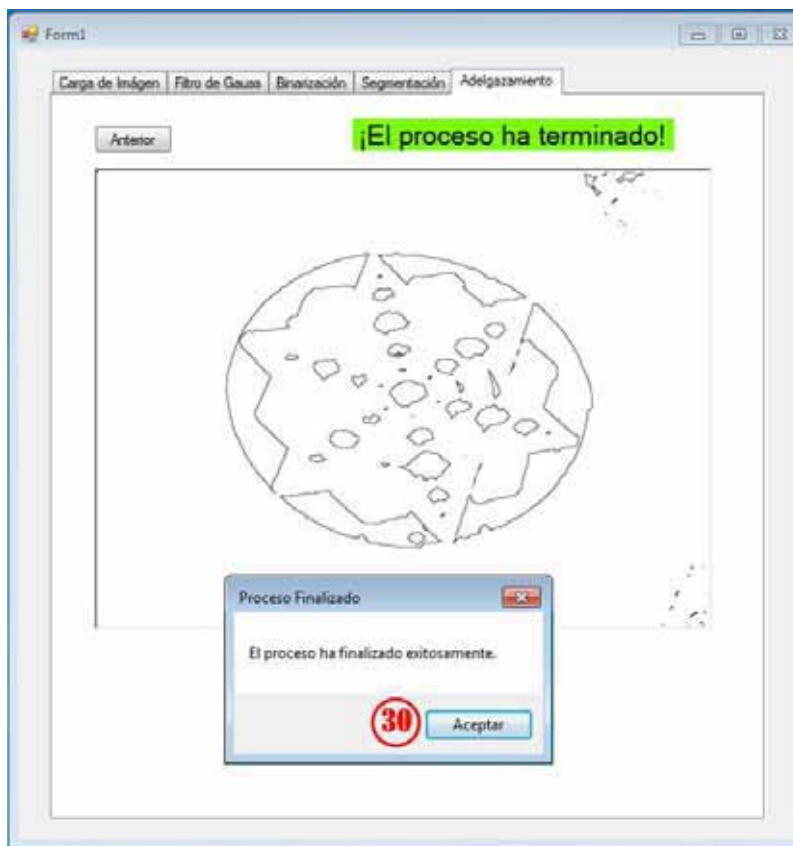 Form1
Carga de Imágen Filtro de Gauss Binarización Segmentación Adelgazamiento
Anterior
¡El proceso ha terminado!
Proceso Finalizado
El proceso ha finalizado exitosamente.
30
Aceptar